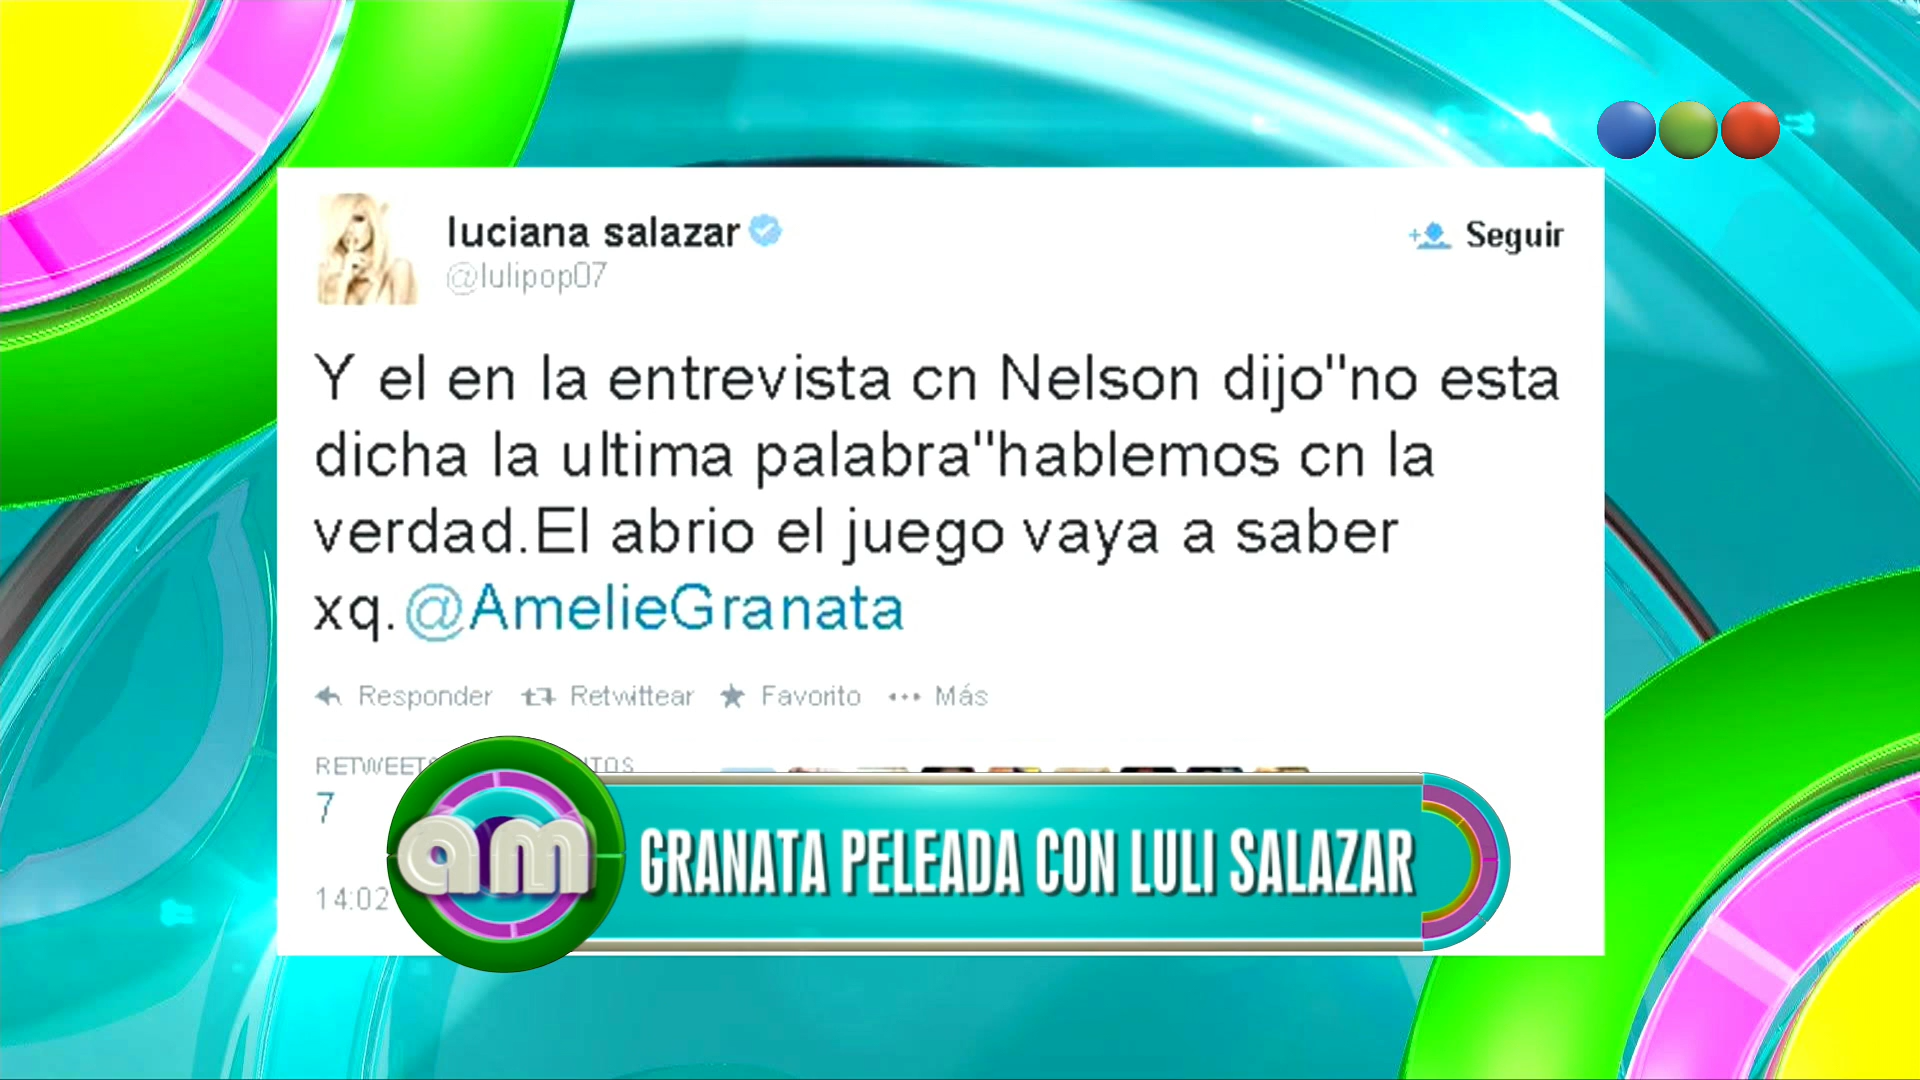 luciana salazar
@lulipop07
Seguir
Y el en la entrevista cn Nelson dijo"no esta
dicha la ultima palabra"hablemos cn la
verdad.El abrio el juego vaya a saber
xq.@AmelieGranata
Responder Retwittear Favorito Más
RETWEETS
7
14:02
am
GRANATA PELEADA CON LULI SALAZAR